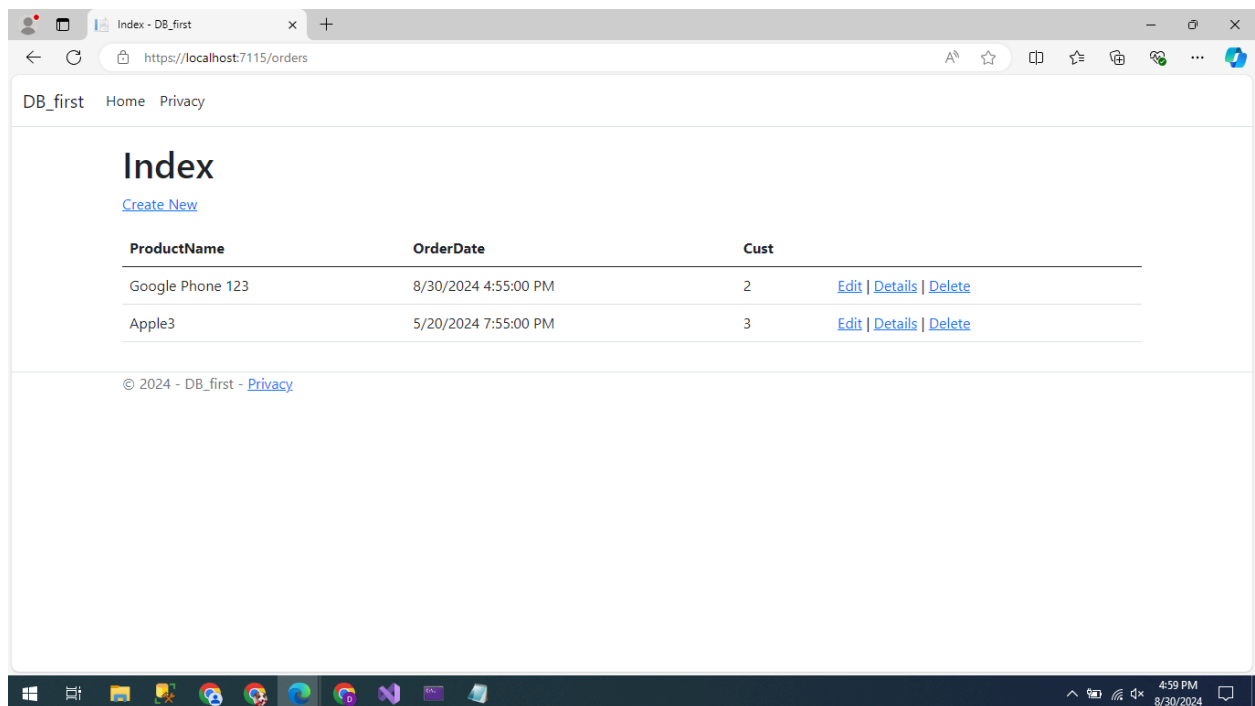 Index - DB_first
https://localhost:7115/orders
DB_first Home Privacy
Index
Create New
ProductName OrderDate Cust
Google Phone 123 8/30/2024 4:55:00 PM 2 Edit | Details | Delete
Apple3 5/20/2024 7:55:00 PM 3 Edit | Details | Delete
© 2024 - DB_first - Privacy
4:59 PM
8/30/2024